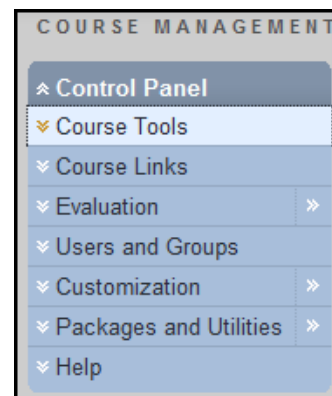 COURSE MANAGEMENT
Control Panel
Course Tools
Course Links
Evaluation
Users and Groups
Customization
Packages and Utilities
Help